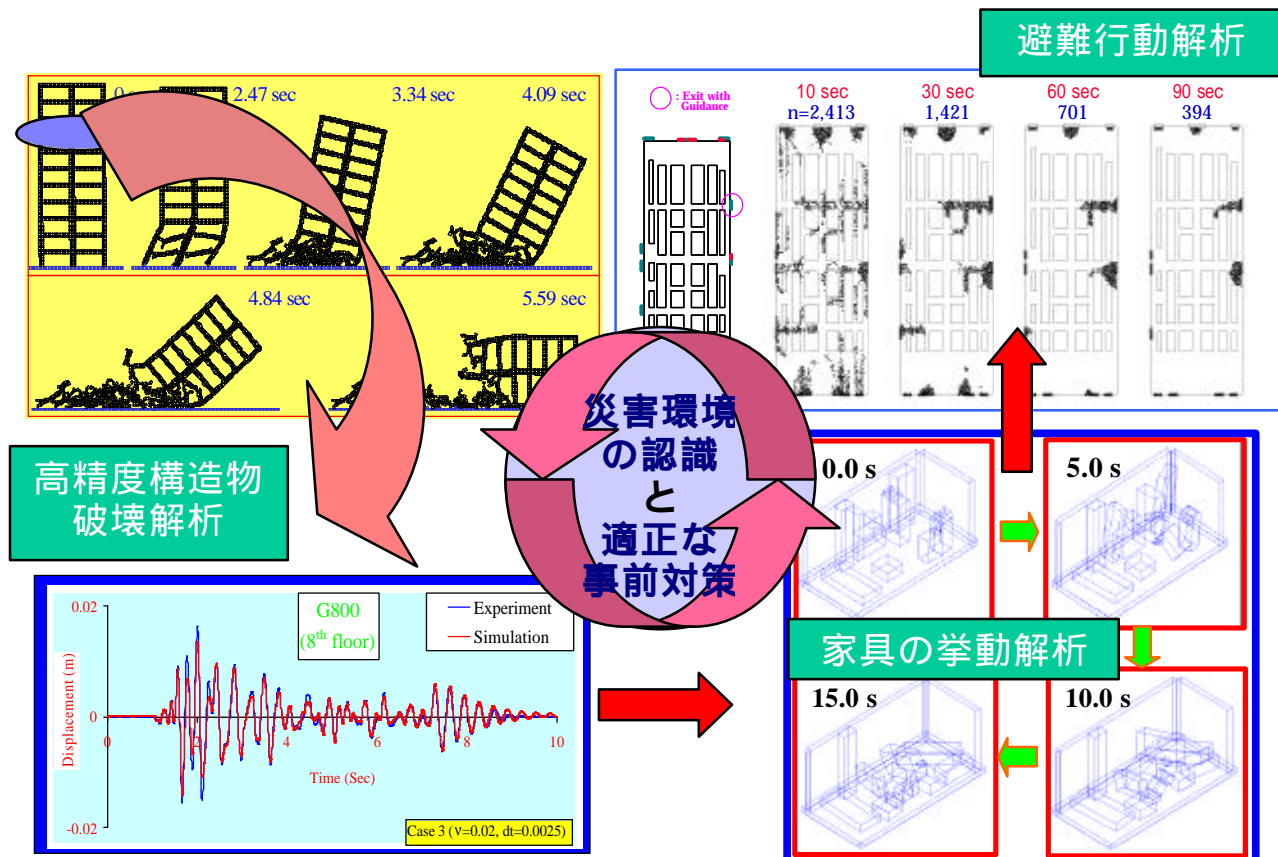 避難行動解析
2.47 sec
3.34 sec
4.09 sec
4.84 sec
5.59 sec
: Exit with
Guidance
10 sec
30 sec
60 sec
90 sec
n=2,413
1,421
701
394
高精度構造物
破壊解析
災害環境
の認識
と
適正な
事前対策
0.0 s
5.0 s
家具の挙動解析
15.0 s
10.0 s
G800
(8th floor)
Experiment
Simulation
Displacement (m)
0.02
0
-0.02
0
2
4
6
8
10
Time (Sec)
Case 3 (ν=0.02, dt=0.0025)